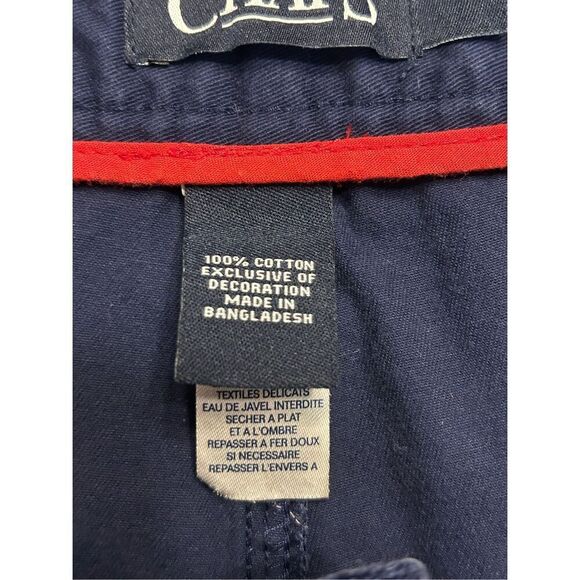 CHAPS
100% COTTON
EXCLUSIVE OF
DECORATION
MADE IN
BANGLADESH
TEXTILES DELICATS
EAU DE JAVEL INTERDITE
SECHER A PLAT
ET A L'OMBRE
REPASSER A FER DOUX
SI NECESSAIRE
REPASSER L'ENVERS A